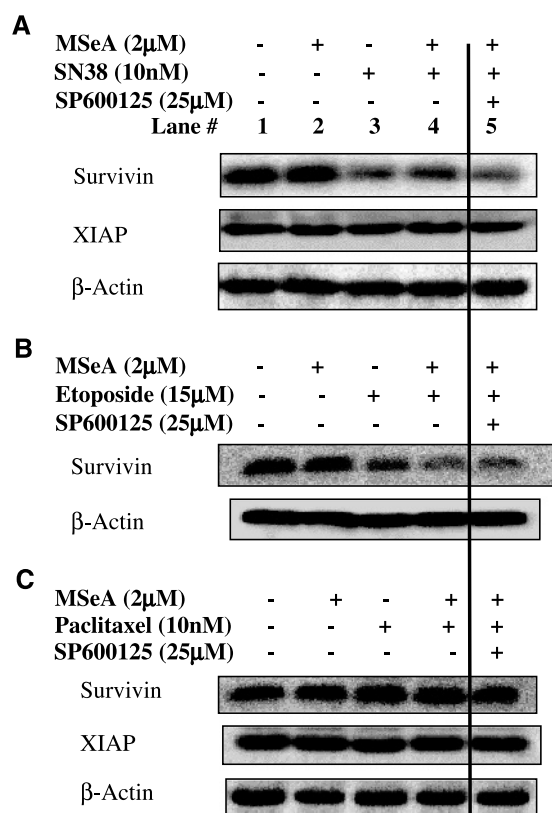 A
MSeA (2μM) - + - + +
SN38 (10nM) - - + + +
SP600125 (25μM) - - - - +
Lane # 1 2 3 4 5
Survivin
XIAP
β-Actin
B
MSeA (2μM) - + - + +
Etoposide (15μM) - - + + +
SP600125 (25μM) - - - - +
Survivin
β-Actin
C
MSeA (2μM) - + - + +
Paclitaxel (10nM) - - + + +
SP600125 (25μM) - - - - +
Survivin
XIAP
β-Actin